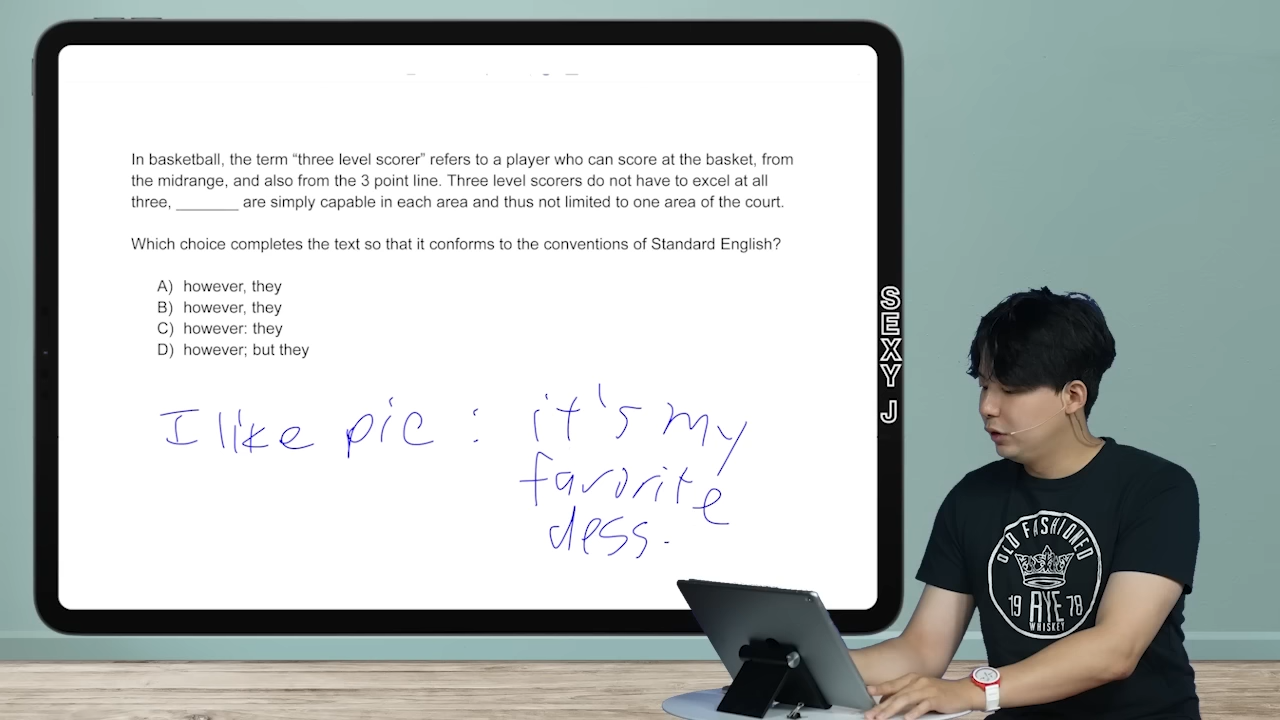 In basketball, the term “three level scorer” refers to a player who can score at the basket, from
the midrange, and also from the 3 point line. Three level scorers do not have to excel at all
three, _______ are simply capable in each area and thus not limited to one area of the court.
Which choice completes the text so that it conforms to the conventions of Standard English?
A) however, they
B) however, they
C) however: they
D) however; but they
I like pie : it's my
favorite
dess.
SEXY J
OLD FASHIONED
19 AYE 78
WHISKEY